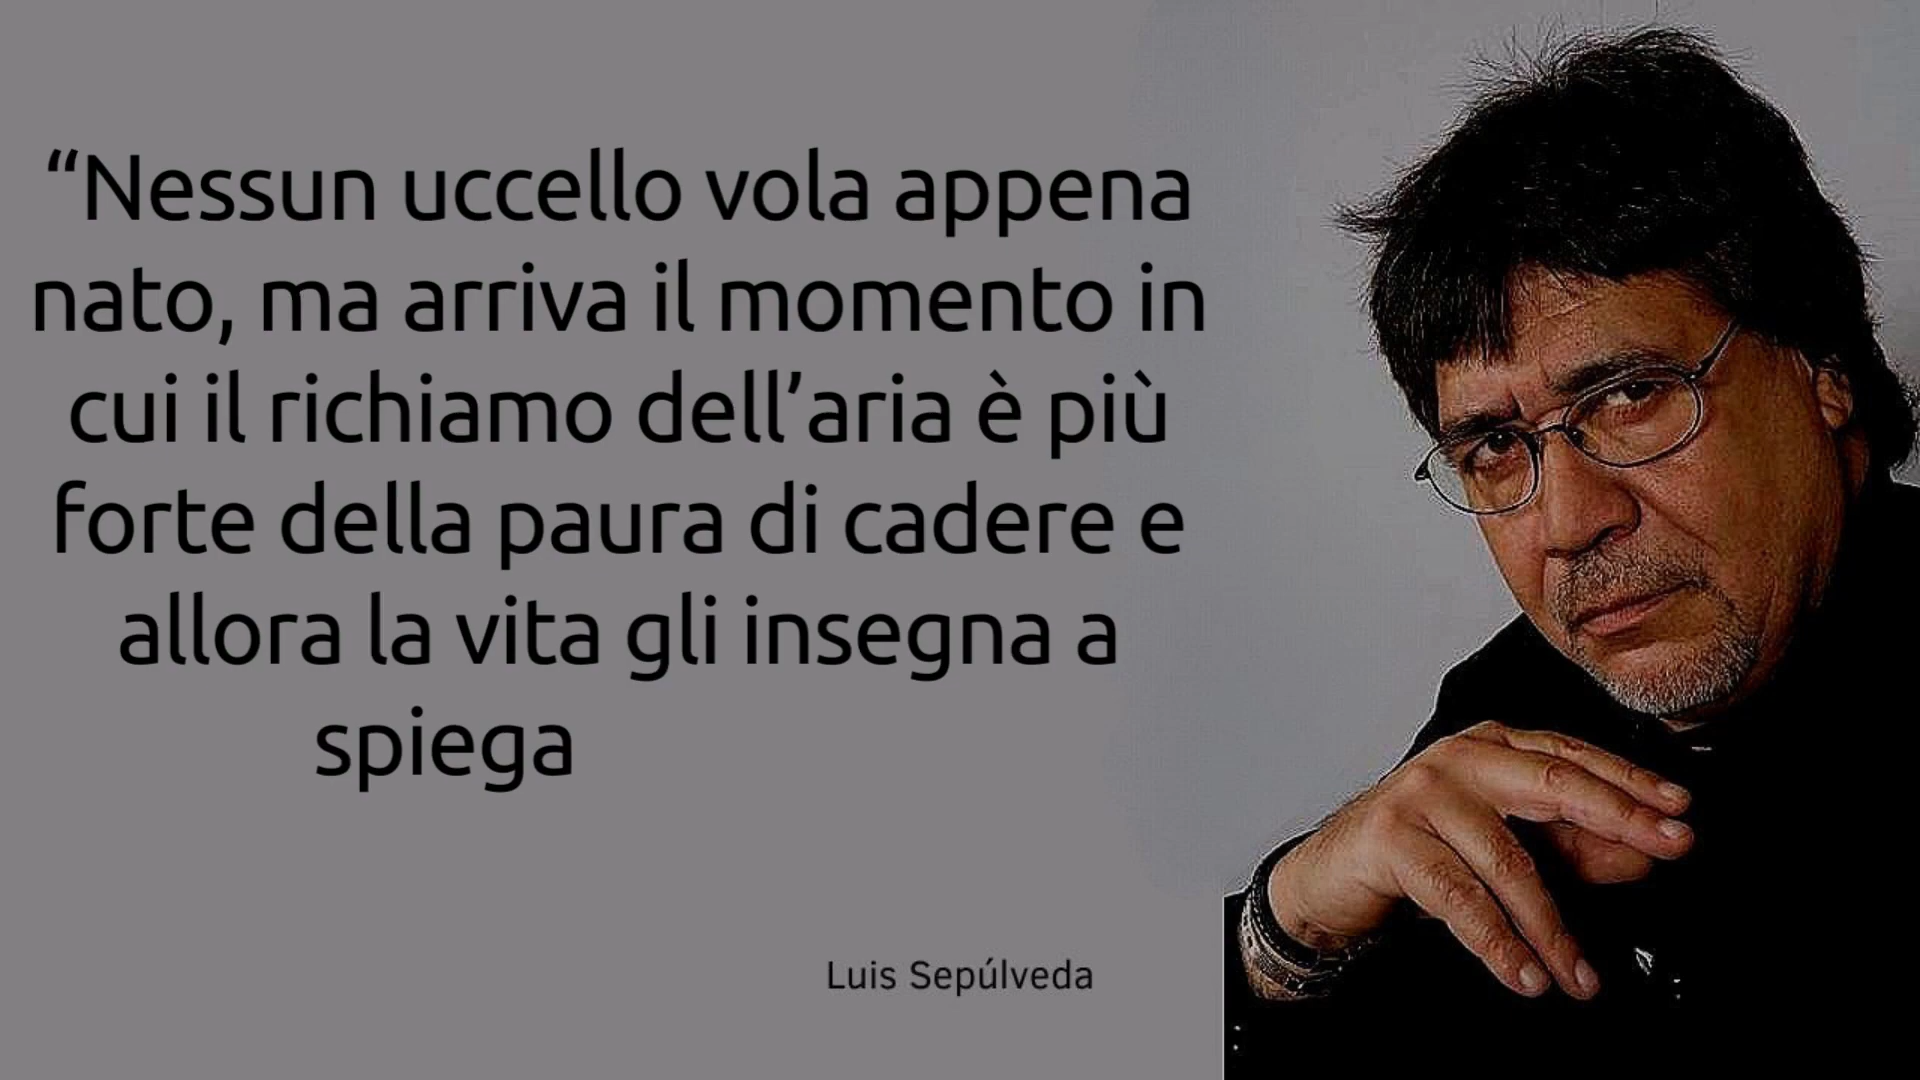 “Nessun uccello vola appena
nato, ma arriva il momento in
cui il richiamo dell’aria è più
forte della paura di cadere e
allora la vita gli insegna a
spiega
Luis Sepúlveda